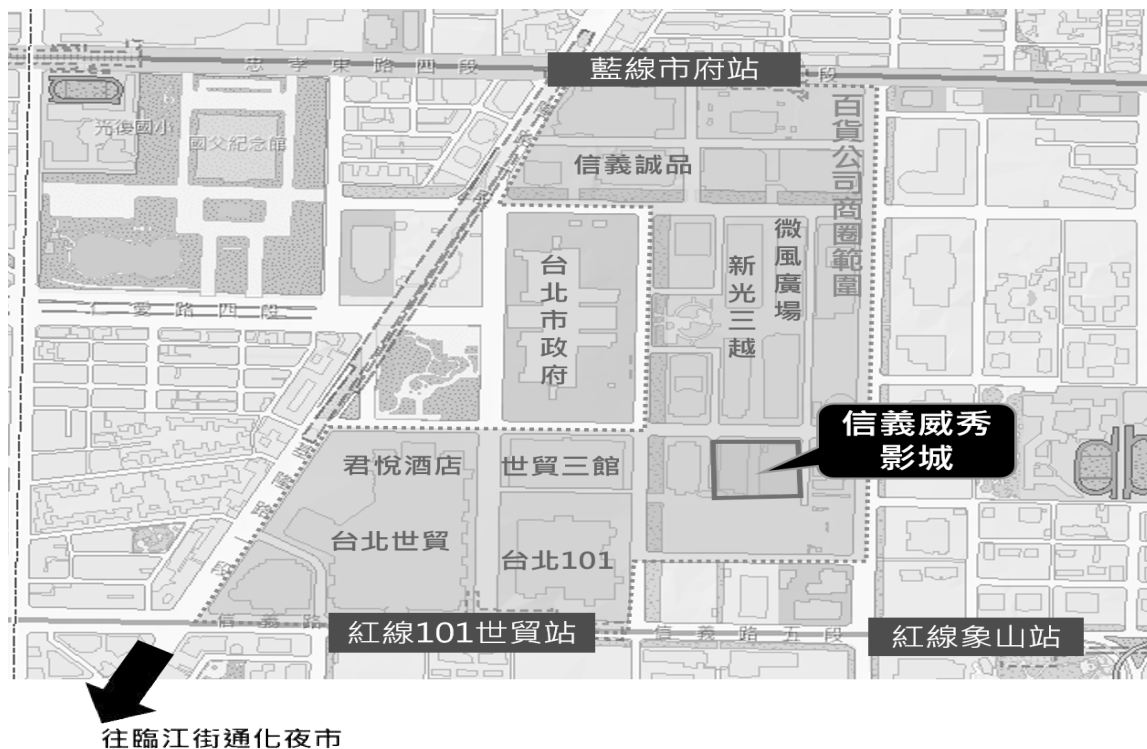 忠孝東路四段
藍線市府站
段
百貨公司商圈範圍
光復國小
國父紀念館
信義誠品
微風廣場
新光三越
台北市政府
仁愛路四段
信義威秀
影城
君悅酒店
世貿三館
台北世貿
台北101
信義路
紅線101世貿站
信義路五段
紅線象山站
往臨江街通化夜市